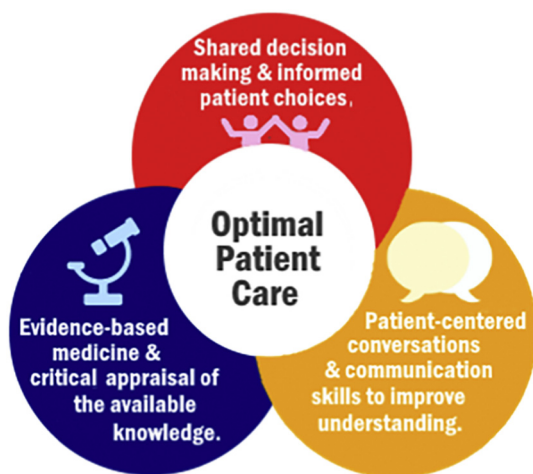 Shared decision
making & informed
patient choices.
Optimal
Patient
Care
Evidence-based
medicine &
critical appraisal of
the available
knowledge.
Patient-centered
conversations
& communication
skills to improve
understanding.